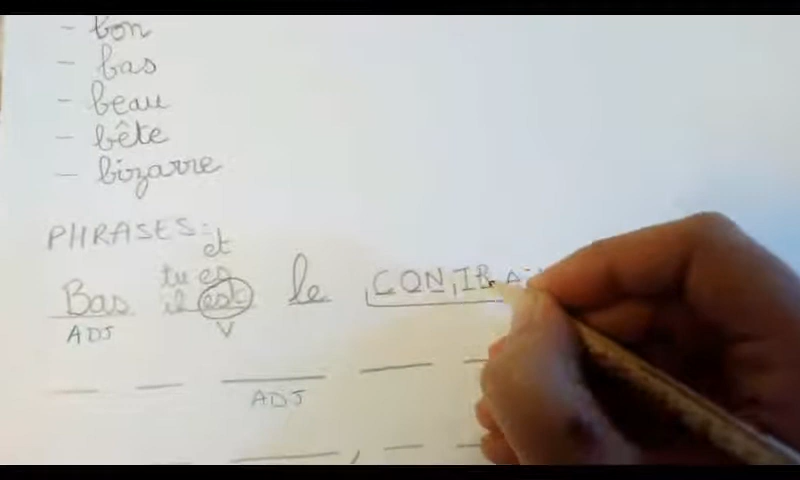 - bon
- bas
- beau
- bête
- bizarre
PHRASES:
et
tu es
Bas il est le CONTRA
ADJ V
ADJ